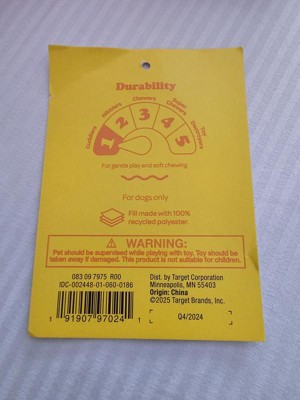 Durability
Cuddlers
Nibblers
Chewers
Super Chewers
Toy Destroyers
1 2 3 4 5
For gentle play and soft chewing
For dogs only
Fill made with 100%
recycled polyester.
⚠ WARNING:
Pet should be supervised while playing with toy. Toy should be
taken away if damaged. This product is not suitable for children.
083 09 7975 R00
IDC-002448-01-060-0186
Dist. by Target Corporation
Minneapolis, MN 55403
Origin: China
©2025 Target Brands, Inc.
1 91907 97024 1
Q4/2024